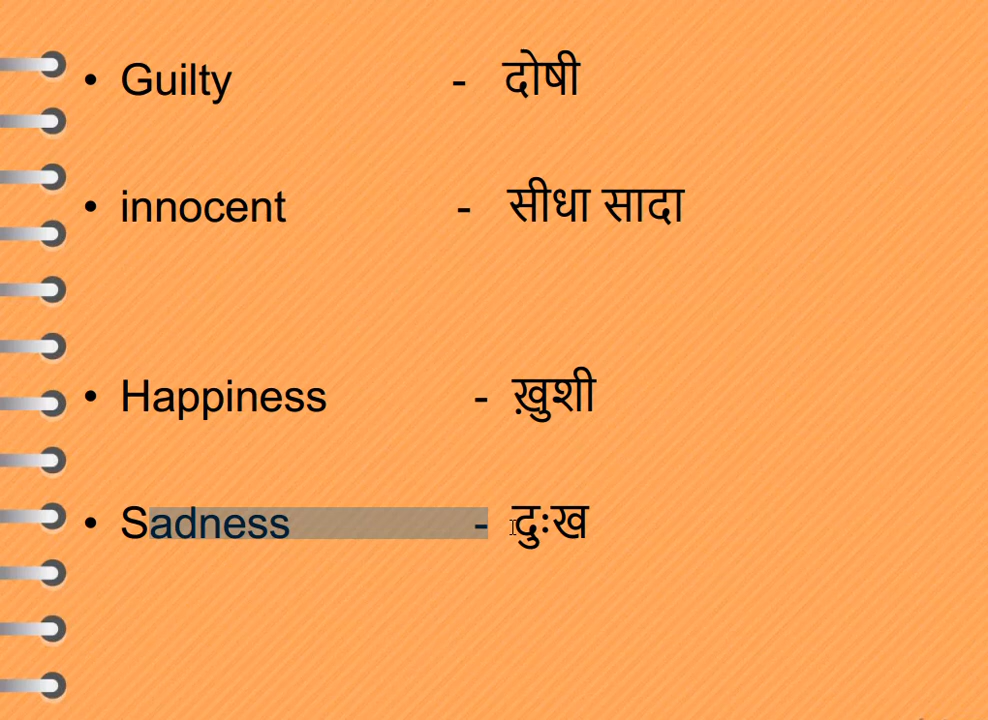 • Guilty - दोषी
• innocent - सीधा सादा
• Happiness - ख़ुशी
• Sadness - दुःख